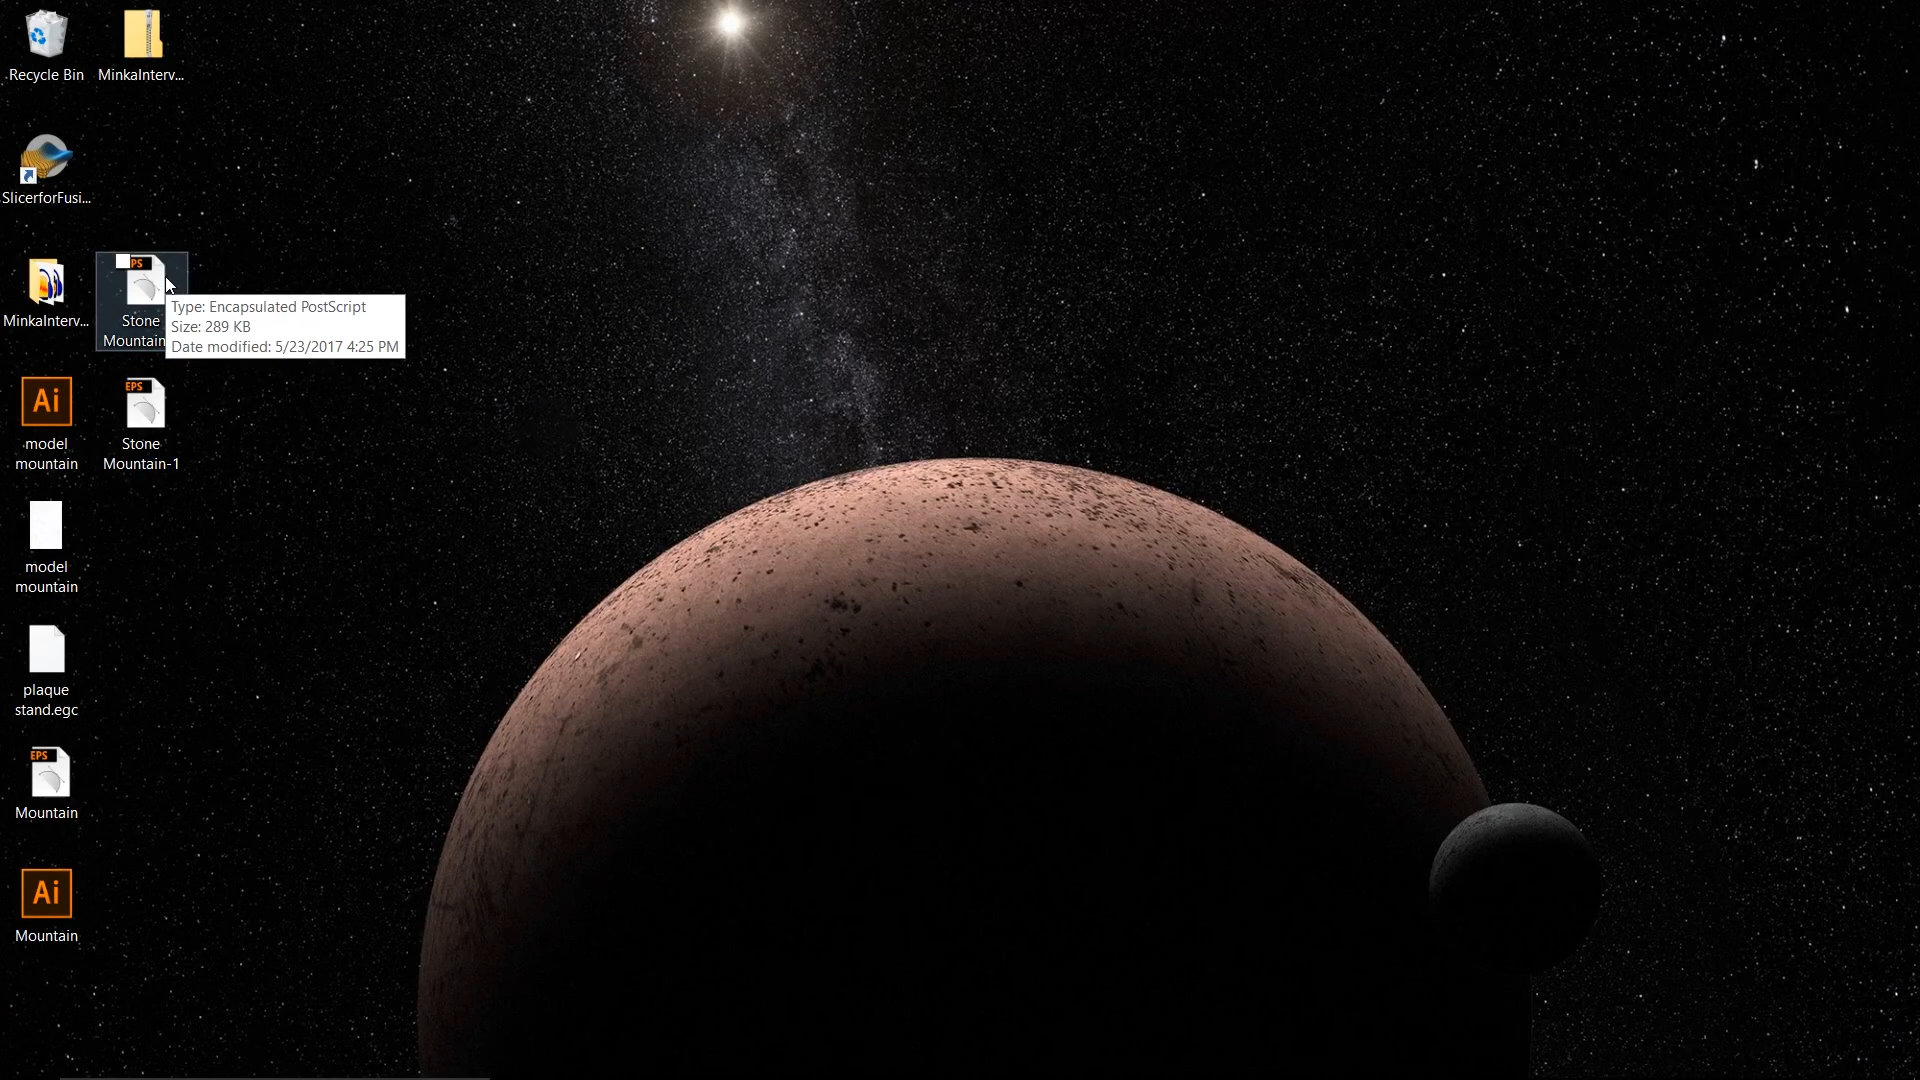 Recycle Bin
MinkaInterv...
SlicerforFusi...
MinkaInterv...
PS
Stone
Mountain
Type: Encapsulated PostScript
Size: 289 KB
Date modified: 5/23/2017 4:25 PM
Ai
model
mountain
EPS
Stone
Mountain-1
model
mountain
plaque
stand.egc
EPS
Mountain
Ai
Mountain